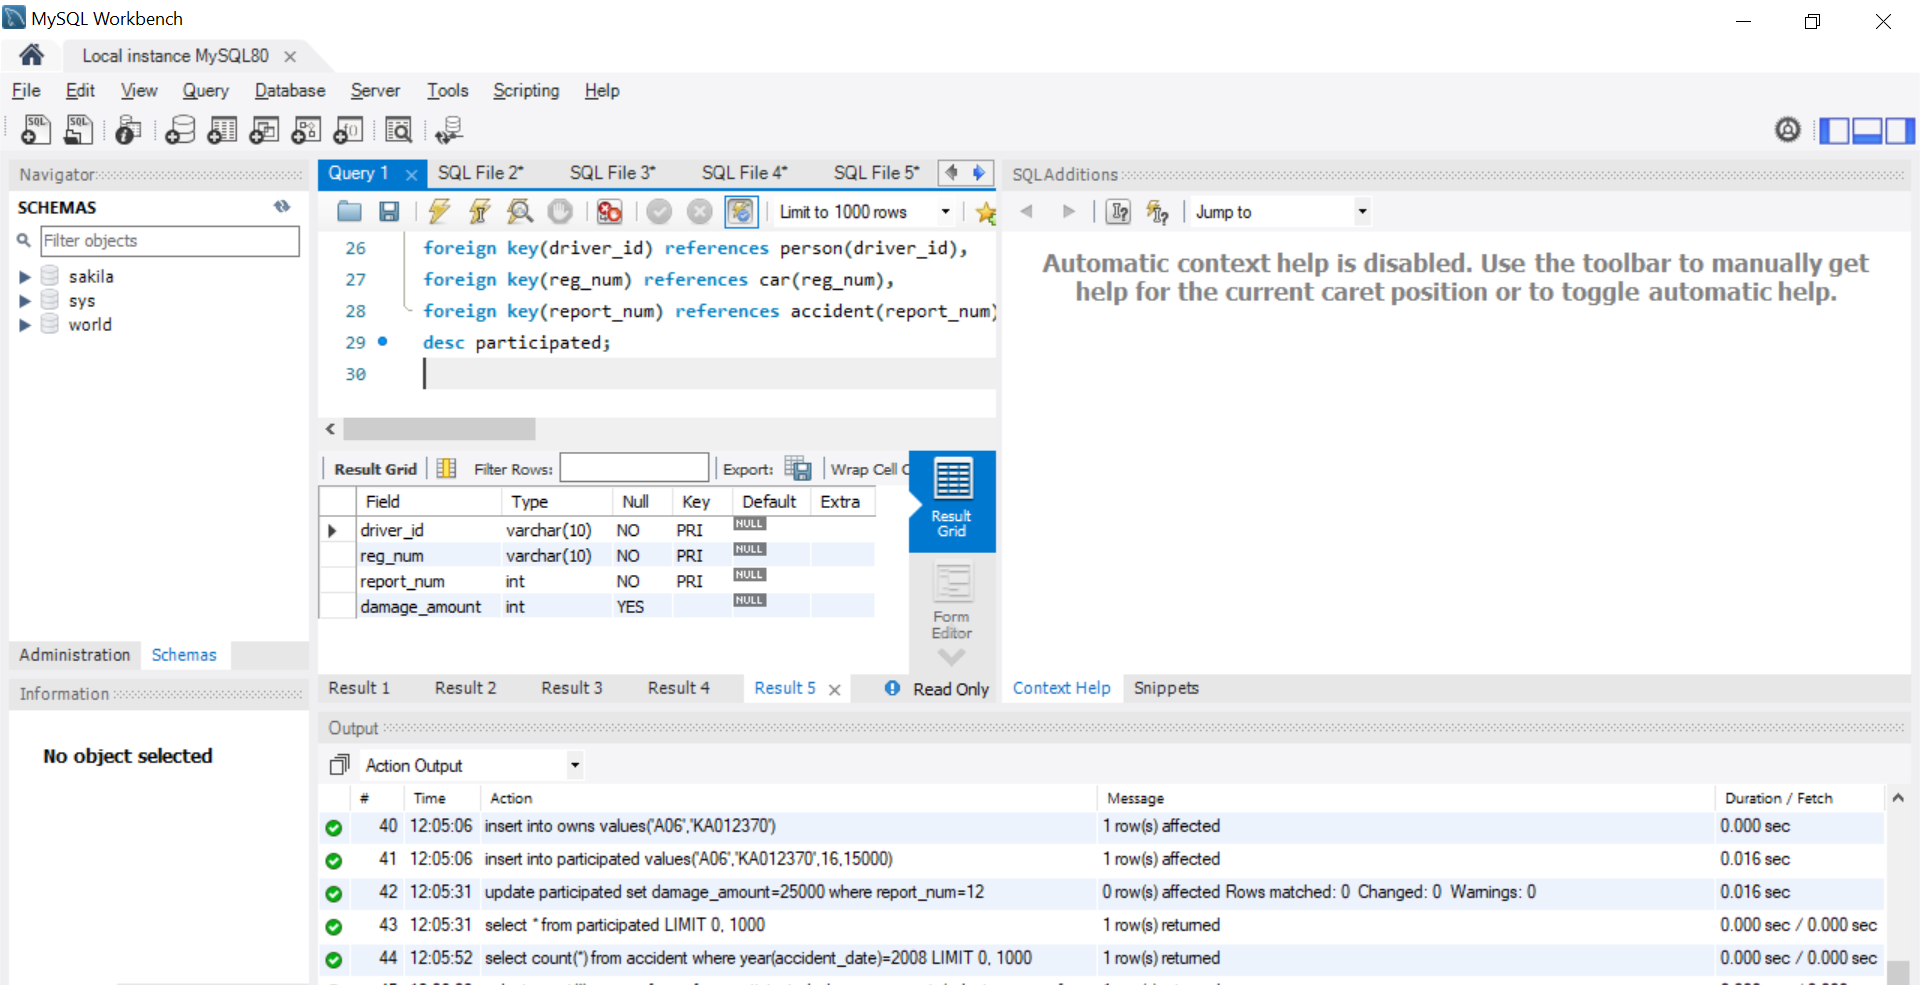 MySQL Workbench
Local instance MySQL80
File Edit View Query Database Server Tools Scripting Help
Navigator
SCHEMAS
Filter objects
sakila
sys
world
Administration Schemas
Information
No object selected
Query 1 SQL File 2* SQL File 3* SQL File 4* SQL File 5*
Limit to 1000 rows
26 foreign key(driver_id) references person(driver_id),
27 foreign key(reg_num) references car(reg_num),
28 foreign key(report_num) references accident(report_num)
29 desc participated;
30
Result Grid Filter Rows: Export: Wrap Cell
Field Type Null Key Default Extra
driver_id varchar(10) NO PRI NULL
reg_num varchar(10) NO PRI NULL
report_num int NO PRI NULL
damage_amount int YES NULL
Result
Grid
Form
Editor
Result 1 Result 2 Result 3 Result 4 Result 5 Read Only
SQLAdditions
Jump to
Automatic context help is disabled. Use the toolbar to manually get
help for the current caret position or to toggle automatic help.
Context Help Snippets
Output
Action Output
# Time Action Message Duration / Fetch
40 12:05:06 insert into owns values('A06','KA012370') 1 row(s) affected 0.000 sec
41 12:05:06 insert into participated values('A06','KA012370',16,15000) 1 row(s) affected 0.016 sec
42 12:05:31 update participated set damage_amount=25000 where report_num=12 0 row(s) affected Rows matched: 0 Changed: 0 Warnings: 0 0.016 sec
43 12:05:31 select * from participated LIMIT 0, 1000 1 row(s) returned 0.000 sec / 0.000 sec
44 12:05:52 select count(*) from accident where year(accident_date)=2008 LIMIT 0, 1000 1 row(s) returned 0.000 sec / 0.000 sec